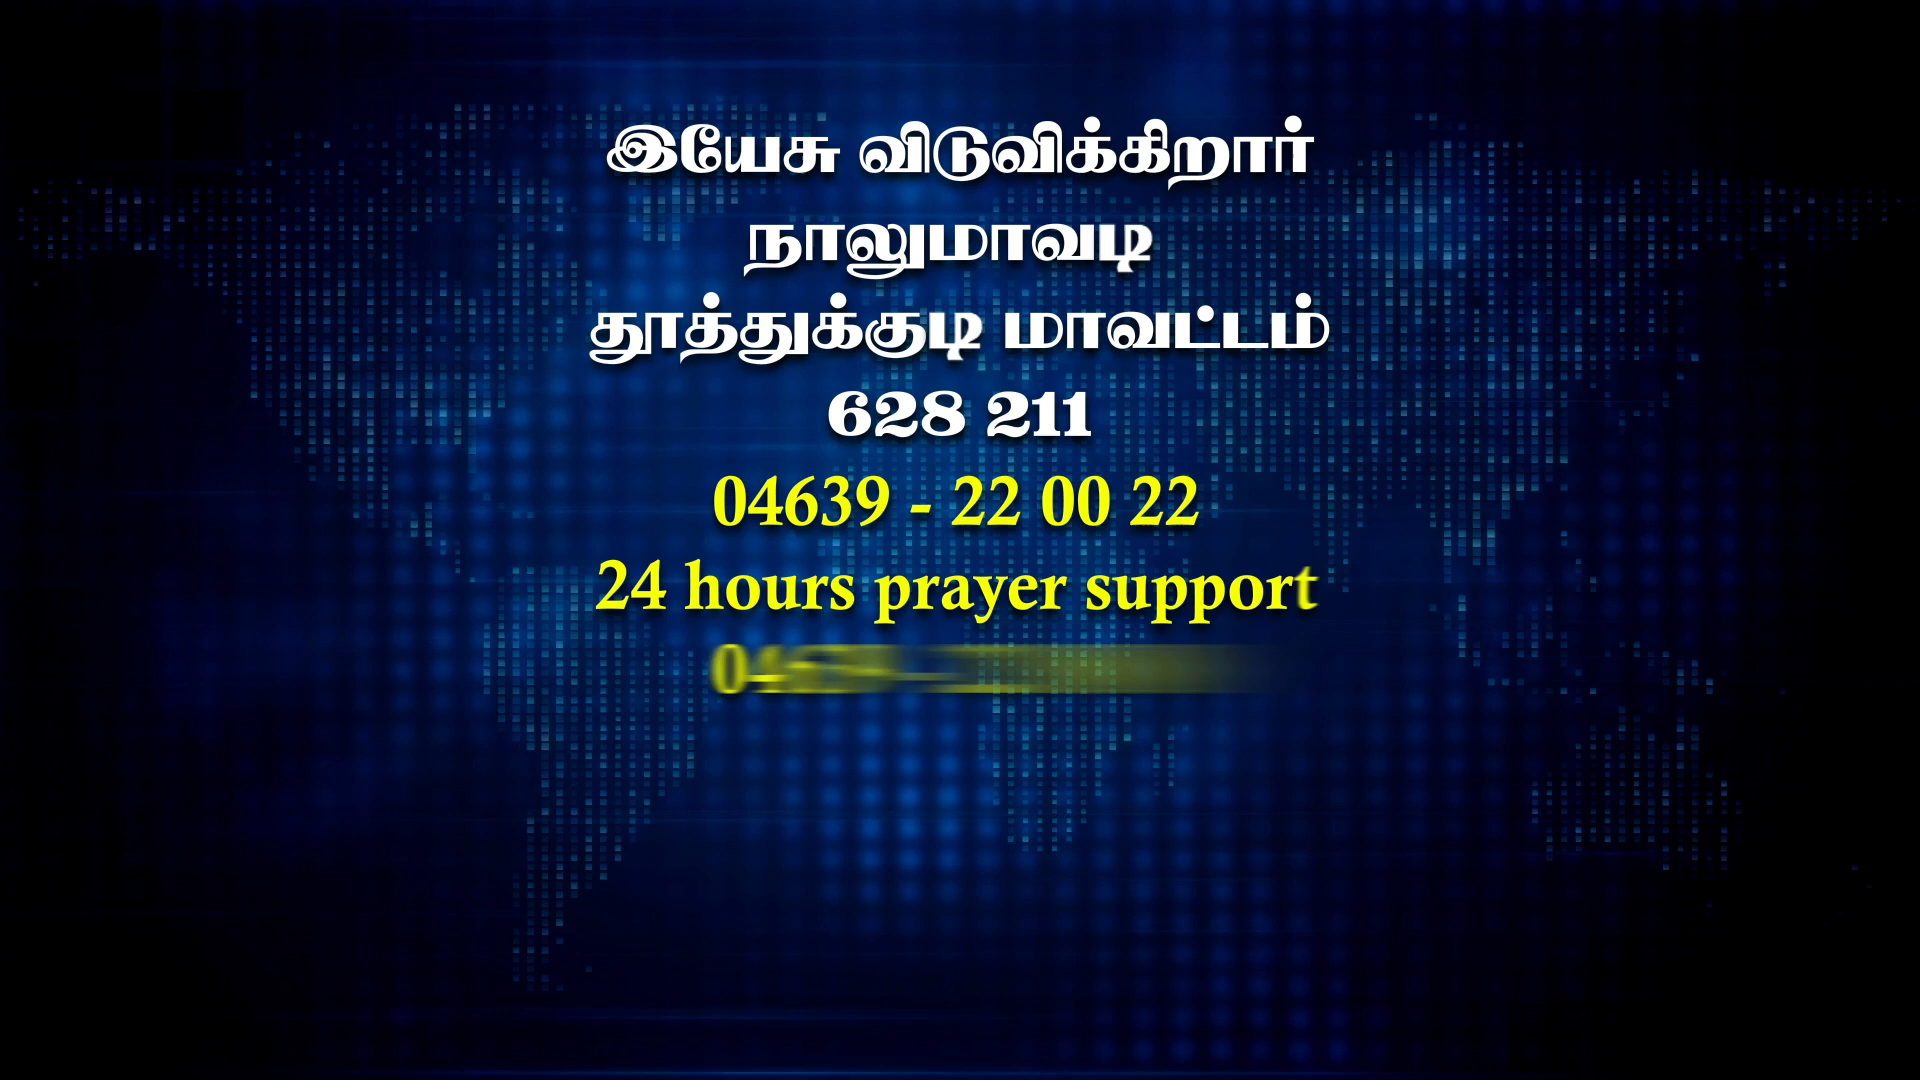 இயேசு விடுவிக்கிறார்
நாலுமாவடி
தூத்துக்குடி மாவட்டம்
628 211
04639 - 22 00 22
24 hours prayer support